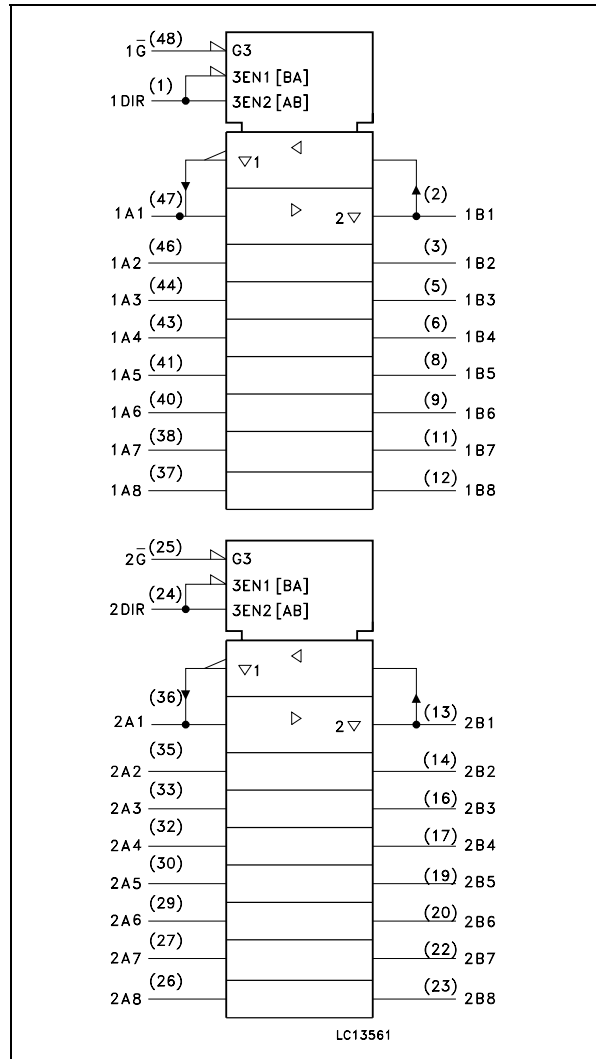 1G̅ (48) G3
3EN1 [BA]
1DIR (1) 3EN2 [AB]
▽1 ◁
1A1 (47) ▷ 2▽ (2) 1B1
1A2 (46) (3) 1B2
1A3 (44) (5) 1B3
1A4 (43) (6) 1B4
1A5 (41) (8) 1B5
1A6 (40) (9) 1B6
1A7 (38) (11) 1B7
1A8 (37) (12) 1B8
2G̅ (25) G3
3EN1 [BA]
2DIR (24) 3EN2 [AB]
▽1 ◁
2A1 (36) ▷ 2▽ (13) 2B1
2A2 (35) (14) 2B2
2A3 (33) (16) 2B3
2A4 (32) (17) 2B4
2A5 (30) (19) 2B5
2A6 (29) (20) 2B6
2A7 (27) (22) 2B7
2A8 (26) (23) 2B8
LC13561